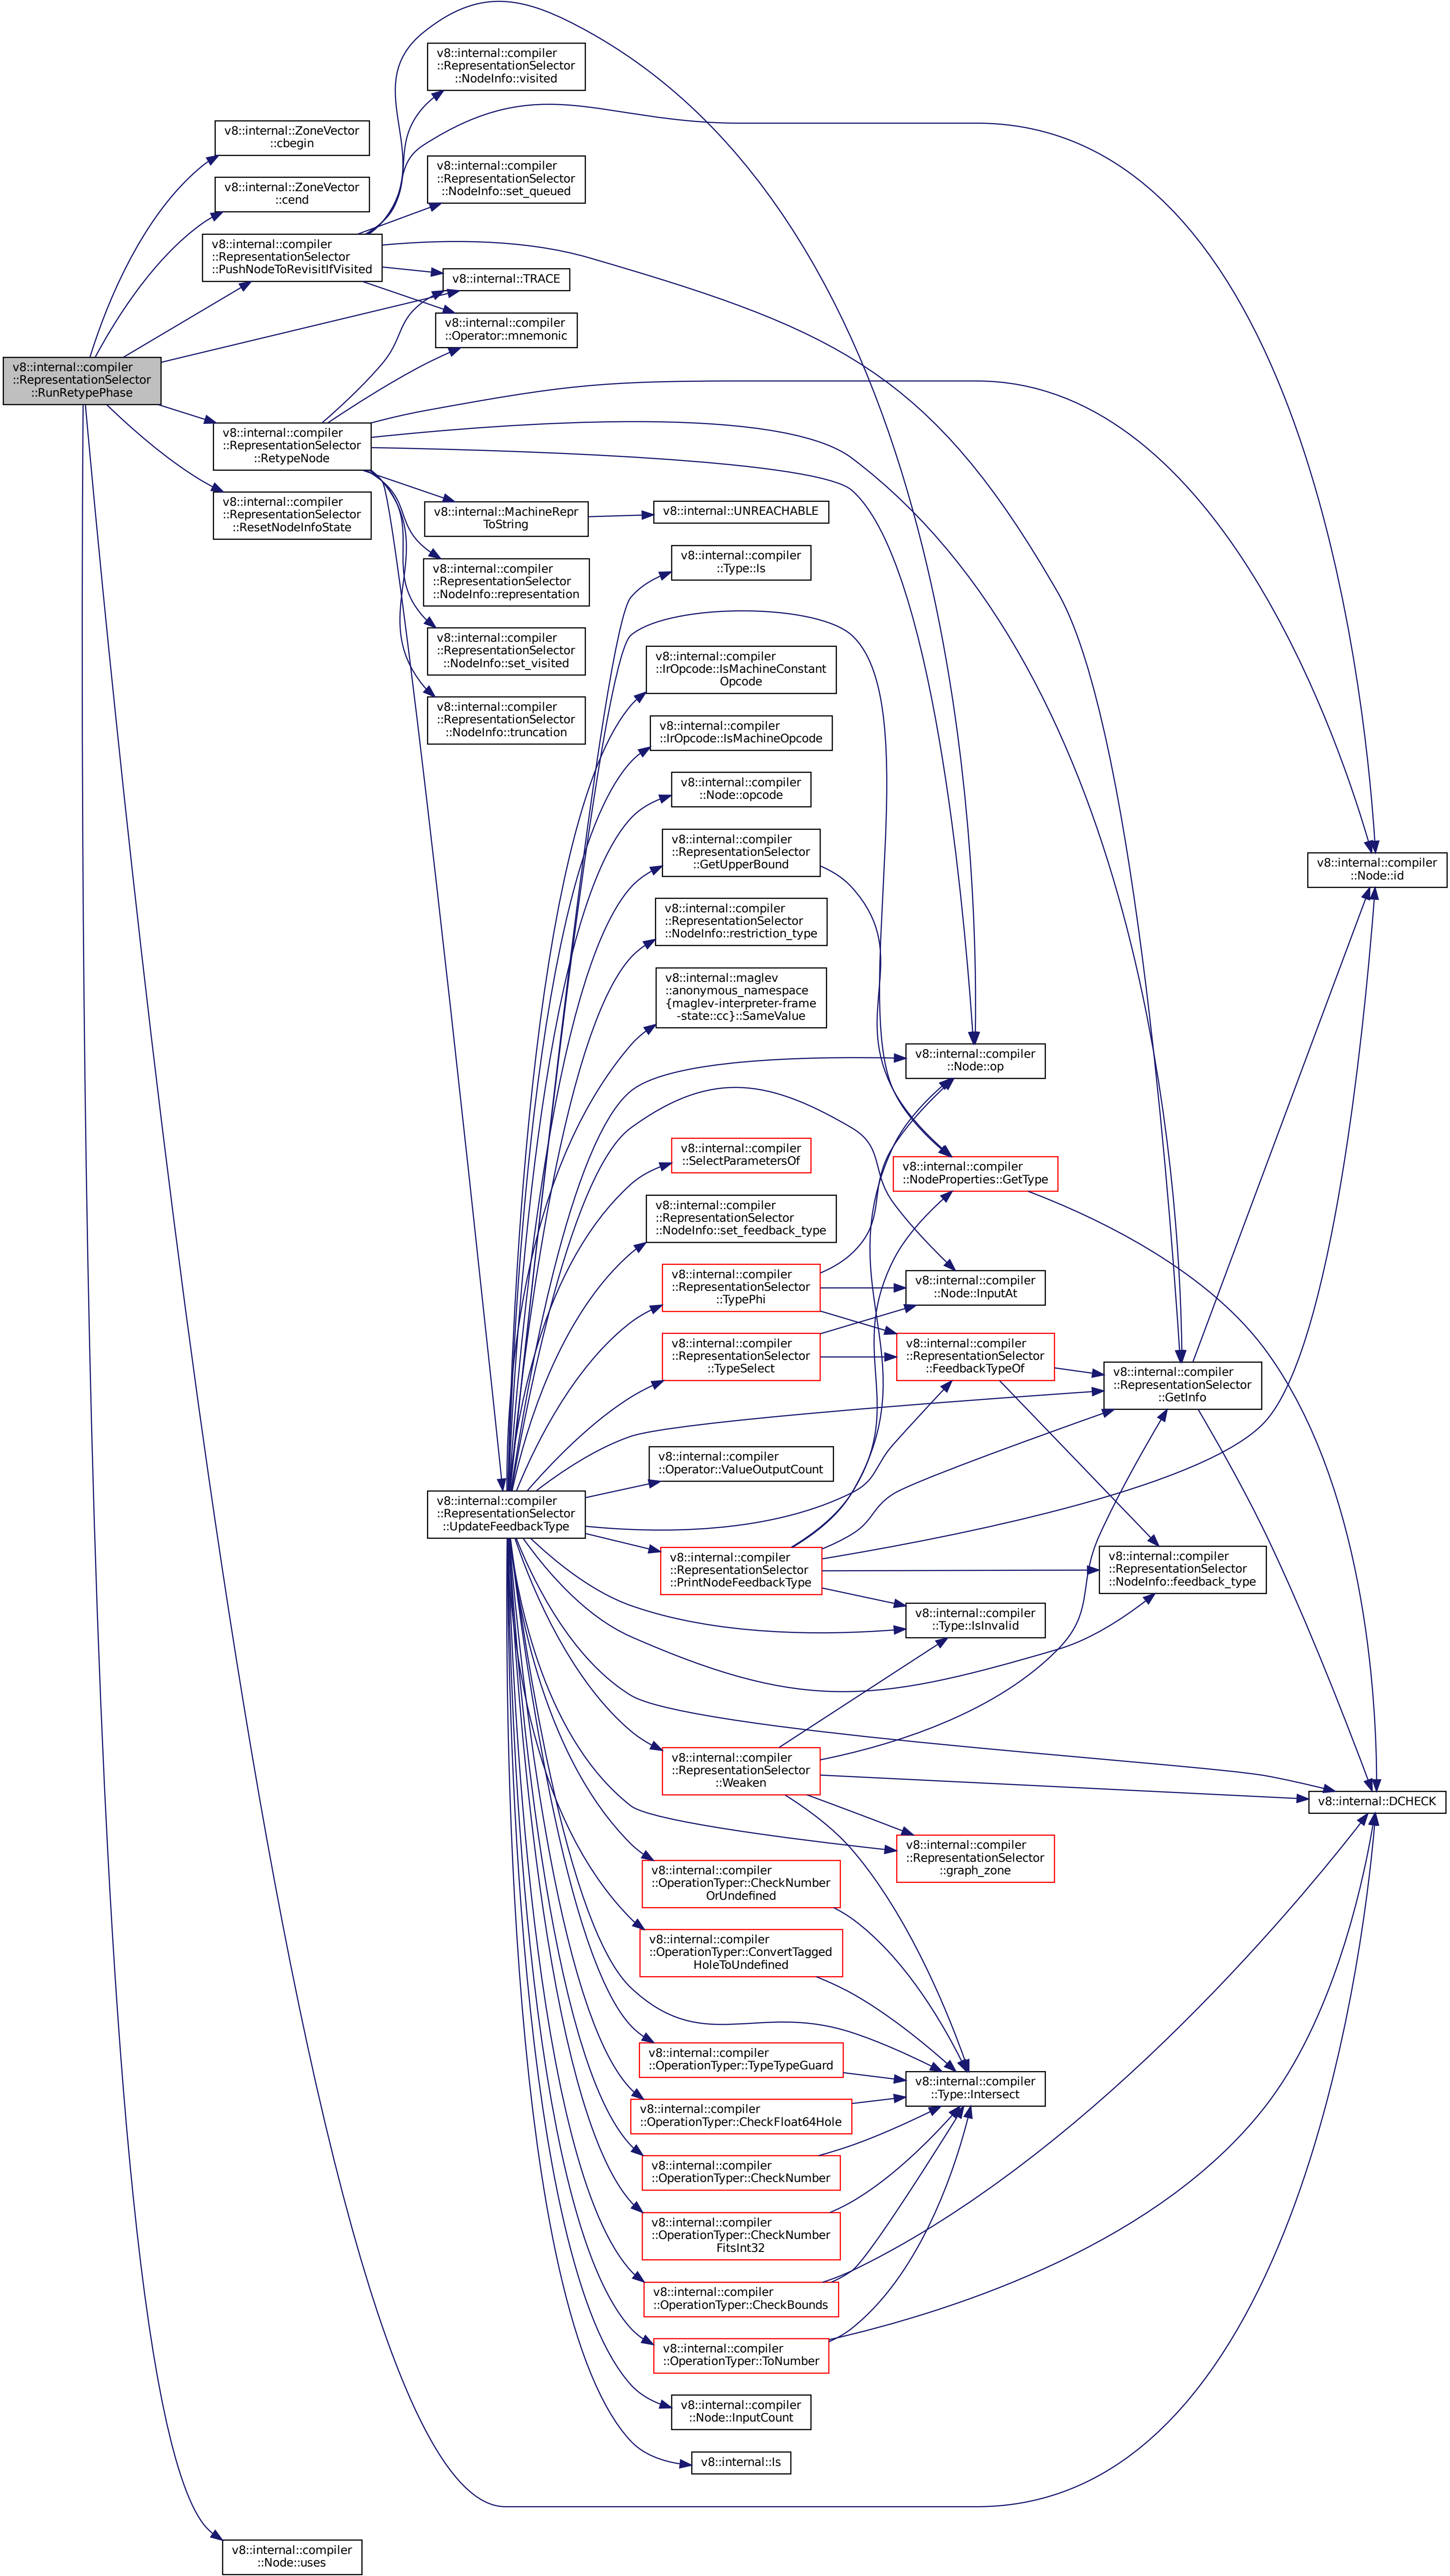 v8::internal::compiler
::RepresentationSelector
::NodeInfo::visited
v8::internal::ZoneVector
::cbegin
v8::internal::compiler
::RepresentationSelector
::NodeInfo::set_queued
v8::internal::ZoneVector
::cend
v8::internal::compiler
::RepresentationSelector
::PushNodeToRevisitIfVisited
v8::internal::TRACE
v8::internal::compiler
::Operator::mnemonic
v8::internal::compiler
::RepresentationSelector
::RunRetypePhase
v8::internal::compiler
::RepresentationSelector
::RetypeNode
v8::internal::compiler
::RepresentationSelector
::ResetNodeInfoState
v8::internal::MachineRepr
ToString
v8::internal::UNREACHABLE
v8::internal::compiler
::Type::Is
v8::internal::compiler
::RepresentationSelector
::NodeInfo::representation
v8::internal::compiler
::RepresentationSelector
::NodeInfo::set_visited
v8::internal::compiler
::IrOpcode::IsMachineConstant
Opcode
v8::internal::compiler
::RepresentationSelector
::NodeInfo::truncation
v8::internal::compiler
::IrOpcode::IsMachineOpcode
v8::internal::compiler
::Node::opcode
v8::internal::compiler
::RepresentationSelector
::GetUpperBound
v8::internal::compiler
::Node::id
v8::internal::compiler
::RepresentationSelector
::NodeInfo::restriction_type
v8::internal::maglev
::anonymous_namespace
{maglev-interpreter-frame
-state::cc}::SameValue
v8::internal::compiler
::Node::op
v8::internal::compiler
::SelectParametersOf
v8::internal::compiler
::NodeProperties::GetType
v8::internal::compiler
::RepresentationSelector
::NodeInfo::set_feedback_type
v8::internal::compiler
::RepresentationSelector
::TypePhi
v8::internal::compiler
::Node::InputAt
v8::internal::compiler
::RepresentationSelector
::TypeSelect
v8::internal::compiler
::RepresentationSelector
::FeedbackTypeOf
v8::internal::compiler
::RepresentationSelector
::GetInfo
v8::internal::compiler
::Operator::ValueOutputCount
v8::internal::compiler
::RepresentationSelector
::UpdateFeedbackType
v8::internal::compiler
::RepresentationSelector
::PrintNodeFeedbackType
v8::internal::compiler
::RepresentationSelector
::NodeInfo::feedback_type
v8::internal::compiler
::Type::IsInvalid
v8::internal::compiler
::RepresentationSelector
::Weaken
v8::internal::DCHECK
v8::internal::compiler
::RepresentationSelector
::graph_zone
v8::internal::compiler
::OperationTyper::CheckNumber
OrUndefined
v8::internal::compiler
::OperationTyper::ConvertTagged
HoleToUndefined
v8::internal::compiler
::OperationTyper::TypeTypeGuard
v8::internal::compiler
::Type::Intersect
v8::internal::compiler
::OperationTyper::CheckFloat64Hole
v8::internal::compiler
::OperationTyper::CheckNumber
v8::internal::compiler
::OperationTyper::CheckNumber
FitsInt32
v8::internal::compiler
::OperationTyper::CheckBounds
v8::internal::compiler
::OperationTyper::ToNumber
v8::internal::compiler
::Node::InputCount
v8::internal::Is
v8::internal::compiler
::Node::uses